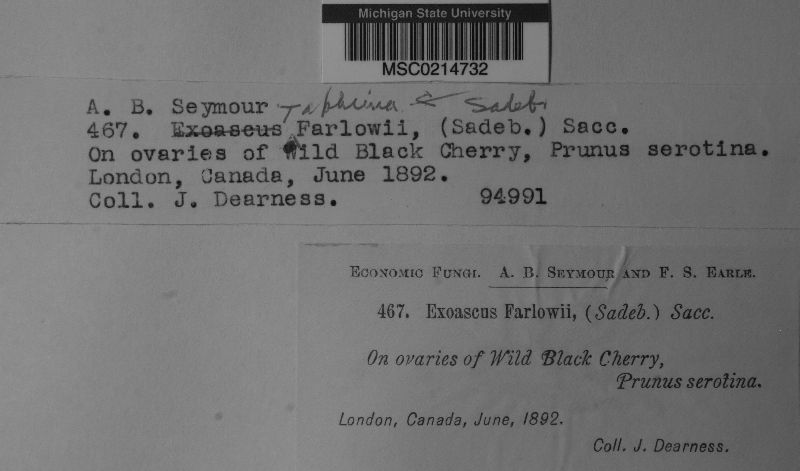 Michigan State University
MSC0214732
A. B. Seymour Taphrina & Sadeb.
467. Exoascus Farlowii, (Sadeb.) Sacc.
On ovaries of Wild Black Cherry, Prunus serotina.
London, Canada, June 1892.
Coll. J. Dearness. 94991
Economic Fungi. A. B. Seymour and F. S. Earle.
467. Exoascus Farlowii, (Sadeb.) Sacc.
On ovaries of Wild Black Cherry,
Prunus serotina.
London, Canada, June, 1892.
Coll. J. Dearness.